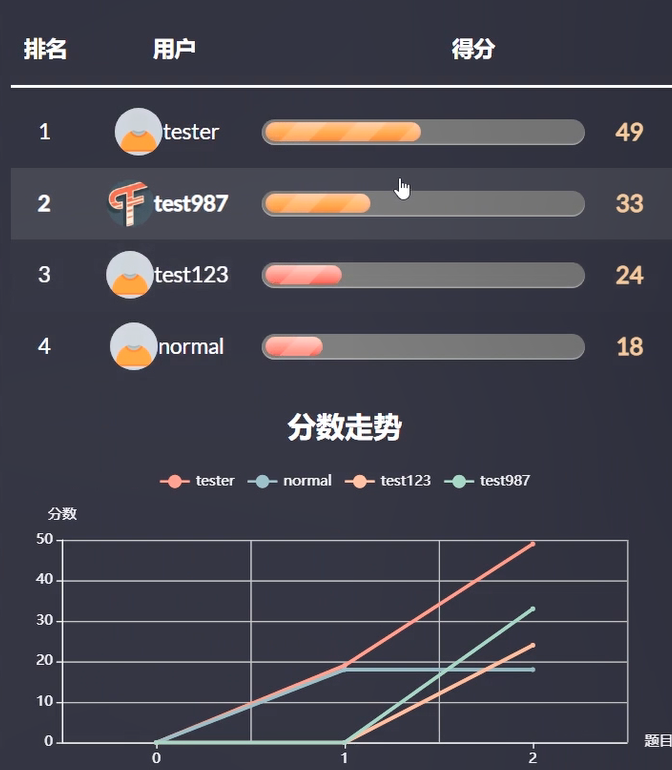 排名 用户 得分
1 tester 49
2 test987 33
3 test123 24
4 normal 18
分数走势
tester normal test123 test987
分数
50
40
30
20
10
0
题目
0 1 2